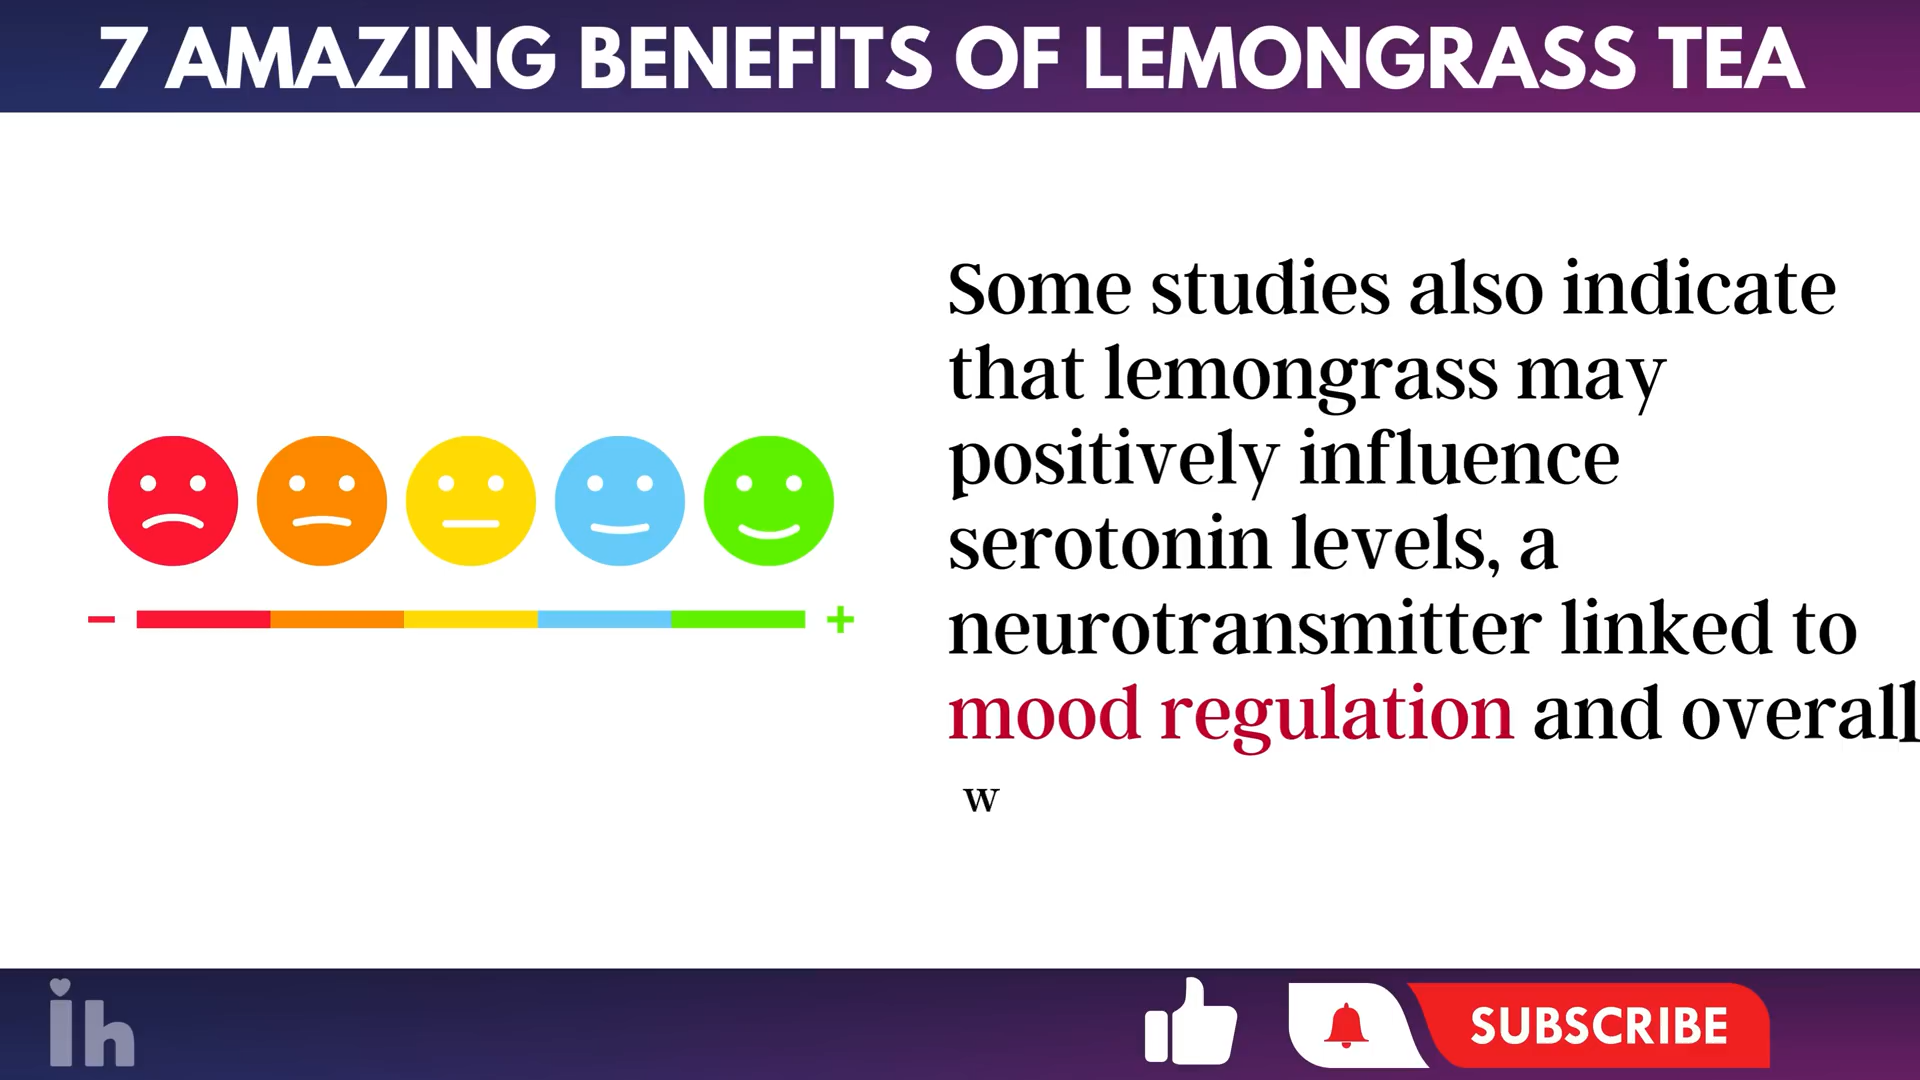 7 AMAZING BENEFITS OF LEMONGRASS TEA
Some studies also indicate
that lemongrass may
positively influence
serotonin levels, a
neurotransmitter linked to
mood regulation and overall
w
ih
SUBSCRIBE